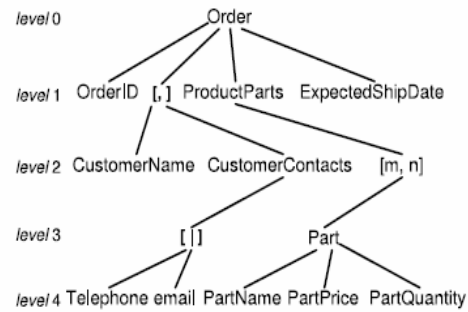 level 0 Order
level 1 OrderID [,] ProductParts ExpectedShipDate
level 2 CustomerName CustomerContacts [m, n]
level 3 [|] Part
level 4 Telephone email PartName PartPrice PartQuantity